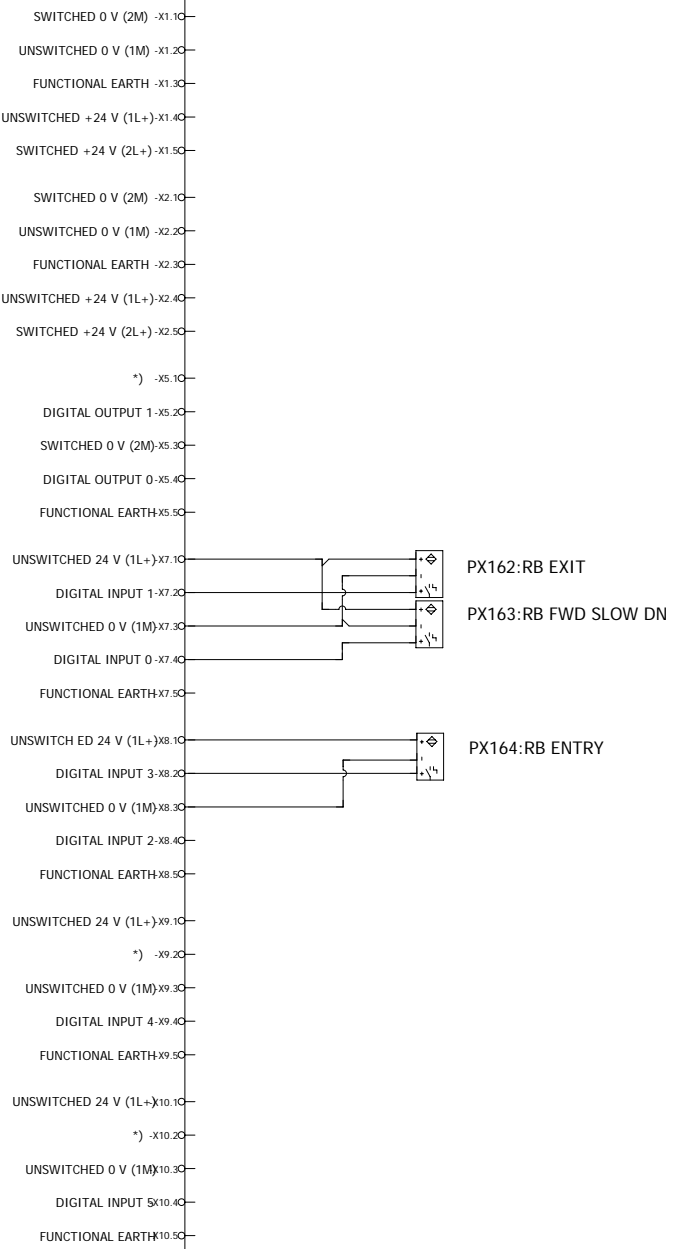 SWITCHED 0 V (2M) -X1.1
UNSWITCHED 0 V (1M) -X1.2
FUNCTIONAL EARTH -X1.3
UNSWITCHED +24 V (1L+)-X1.4
SWITCHED +24 V (2L+) -X1.5
SWITCHED 0 V (2M) -X2.1
UNSWITCHED 0 V (1M) -X2.2
FUNCTIONAL EARTH -X2.3
UNSWITCHED +24 V (1L+)-X2.4
SWITCHED +24 V (2L+) -X2.5
*) -X5.1
DIGITAL OUTPUT 1-X5.2
SWITCHED 0 V (2M)-X5.3
DIGITAL OUTPUT 0-X5.4
FUNCTIONAL EARTH-X5.5
UNSWITCHED 24 V (1L+)-X7.1
PX162:RB EXIT
DIGITAL INPUT 1-X7.2
PX163:RB FWD SLOW DN
UNSWITCHED 0 V (1M)-X7.3
DIGITAL INPUT 0-X7.4
FUNCTIONAL EARTH-X7.5
UNSWITCH ED 24 V (1L+)-X8.1
PX164:RB ENTRY
DIGITAL INPUT 3-X8.2
UNSWITCHED 0 V (1M)-X8.3
DIGITAL INPUT 2-X8.4
FUNCTIONAL EARTH-X8.5
UNSWITCHED 24 V (1L+)-X9.1
*) -X9.2
UNSWITCHED 0 V (1M)-X9.3
DIGITAL INPUT 4-X9.4
FUNCTIONAL EARTH-X9.5
UNSWITCHED 24 V (1L+)-X10.1
*) -X10.2
UNSWITCHED 0 V (1M)-X10.3
DIGITAL INPUT 5-X10.4
FUNCTIONAL EARTH-X10.5